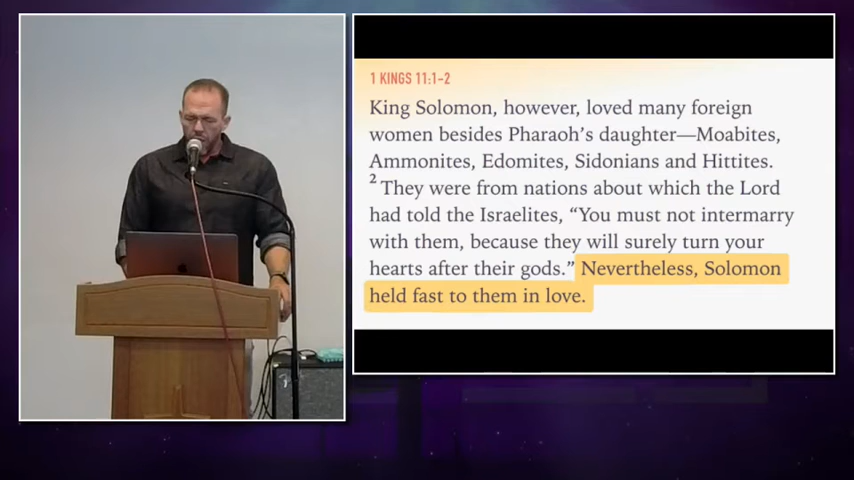 1 KINGS 11:1-2
King Solomon, however, loved many foreign
women besides Pharaoh’s daughter—Moabites,
Ammonites, Edomites, Sidonians and Hittites.
2 They were from nations about which the Lord
had told the Israelites, “You must not intermarry
with them, because they will surely turn your
hearts after their gods.” Nevertheless, Solomon
held fast to them in love.